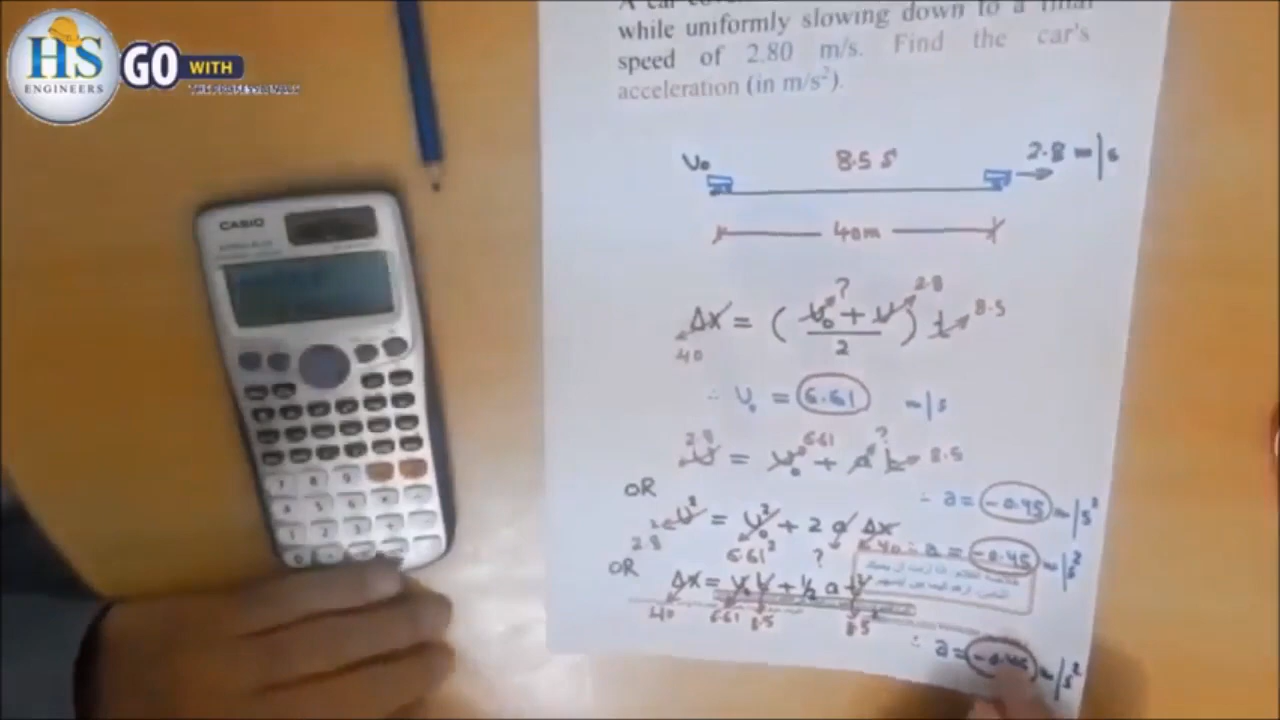 HS
ENGINEERS
GO WITH
while uniformly slowing down to a final
speed of 2.80 m/s. Find the car's
acceleration (in m/s²).
CASIO
V₀ 8.5 s 2.8 m/s
40m
Δx = ( (V₀ + V) / 2 ) t
? 2.8 8.5
40
∴ V₀ = 6.61 m/s
2.8 6.61 ?
V = V₀ + a t 8.5
OR
∴ a = -0.45 m/s²
V² = V₀² + 2 a Δx
2.8² 6.61² ? 40 ∴ a = -0.45 m/s²
OR
Δx = V₀ t + ½ a t²
40 6.61 8.5 8.5²
∴ a = -0.45 m/s²